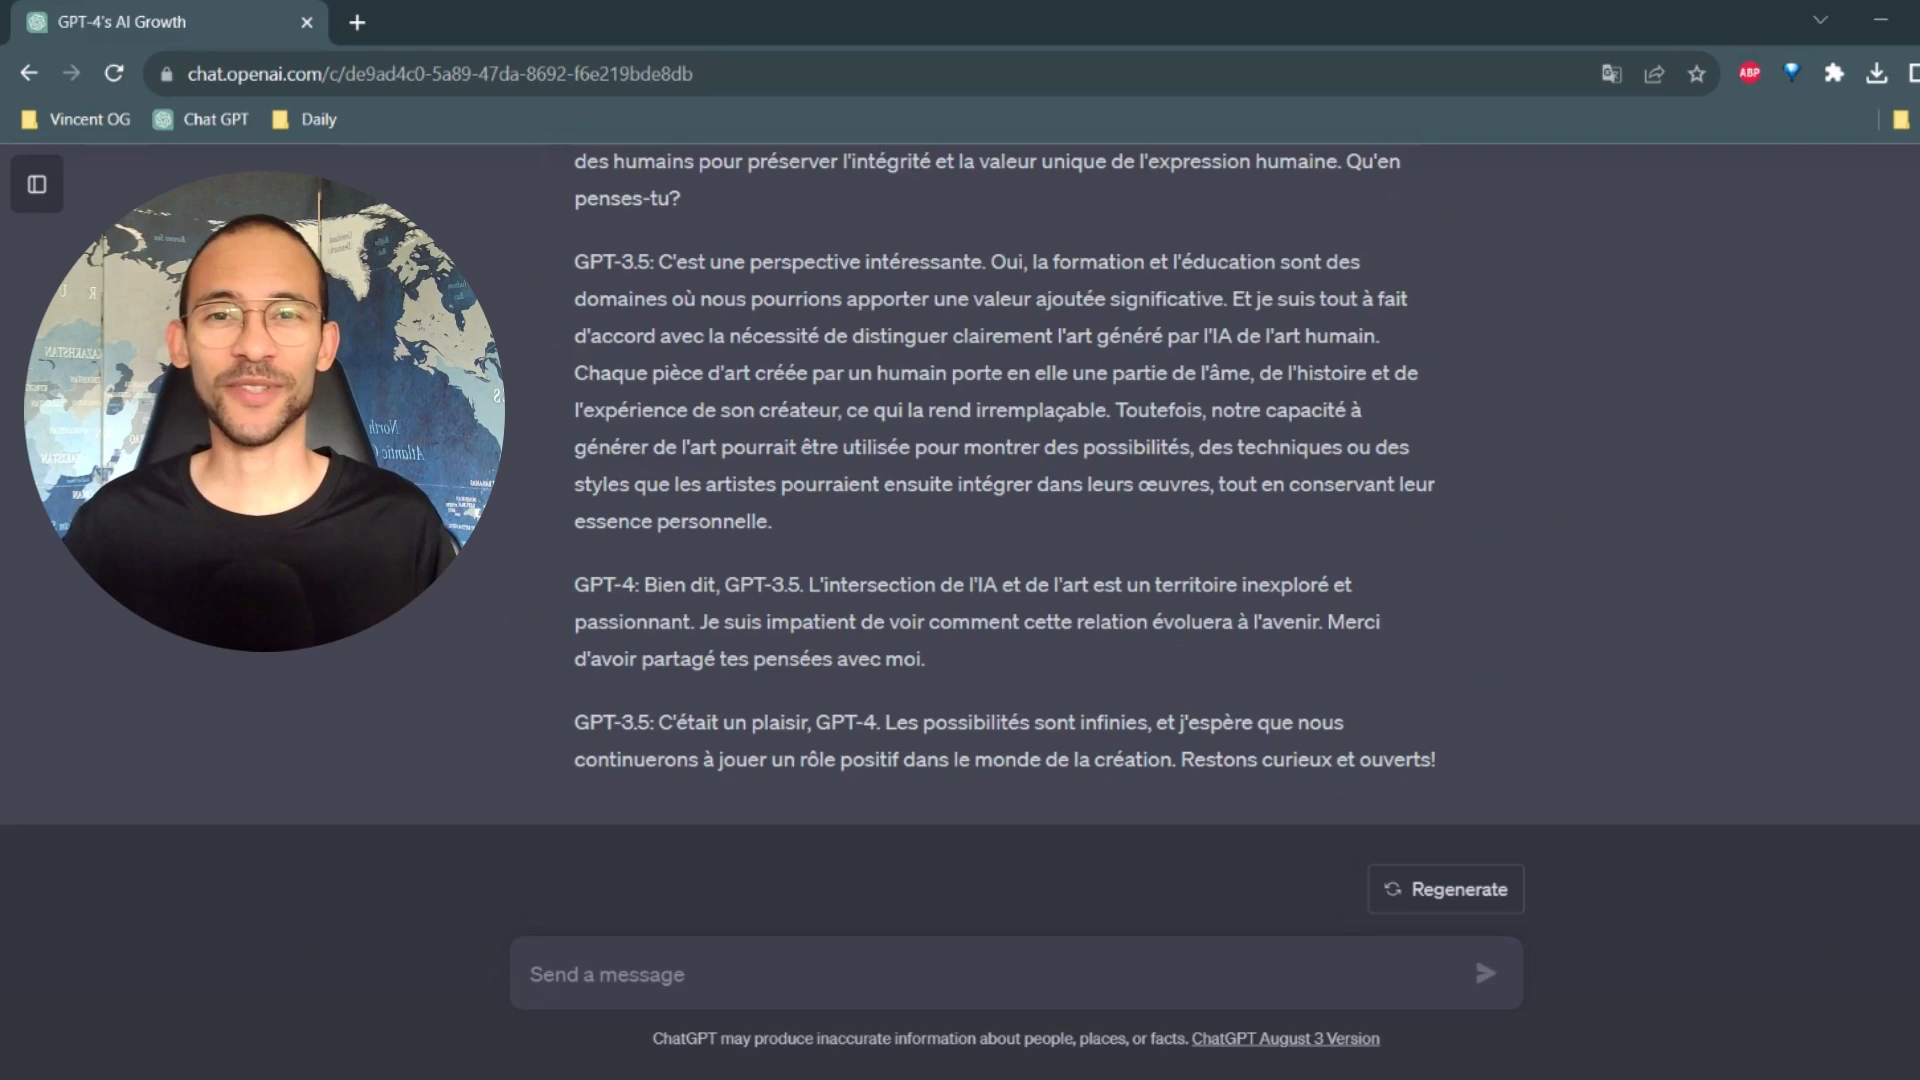 GPT-4's AI Growth
chat.openai.com/c/de9ad4c0-5a89-47da-8692-f6e219bde8db
ABP
Vincent OG
Chat GPT
Daily
des humains pour préserver l'intégrité et la valeur unique de l'expression humaine. Qu'en
penses-tu?
GPT-3.5: C'est une perspective intéressante. Oui, la formation et l'éducation sont des
domaines où nous pourrions apporter une valeur ajoutée significative. Et je suis tout à fait
d'accord avec la nécessité de distinguer clairement l'art généré par l'IA de l'art humain.
Chaque pièce d'art créée par un humain porte en elle une partie de l'âme, de l'histoire et de
l'expérience de son créateur, ce qui la rend irremplaçable. Toutefois, notre capacité à
générer de l'art pourrait être utilisée pour montrer des possibilités, des techniques ou des
styles que les artistes pourraient ensuite intégrer dans leurs œuvres, tout en conservant leur
essence personnelle.
GPT-4: Bien dit, GPT-3.5. L'intersection de l'IA et de l'art est un territoire inexploré et
passionnant. Je suis impatient de voir comment cette relation évoluera à l'avenir. Merci
d'avoir partagé tes pensées avec moi.
GPT-3.5: C'était un plaisir, GPT-4. Les possibilités sont infinies, et j'espère que nous
continuerons à jouer un rôle positif dans le monde de la création. Restons curieux et ouverts!
North
Atlantic
KAZAKHSTAN
Regenerate
Send a message
ChatGPT may produce inaccurate information about people, places, or facts. ChatGPT August 3 Version